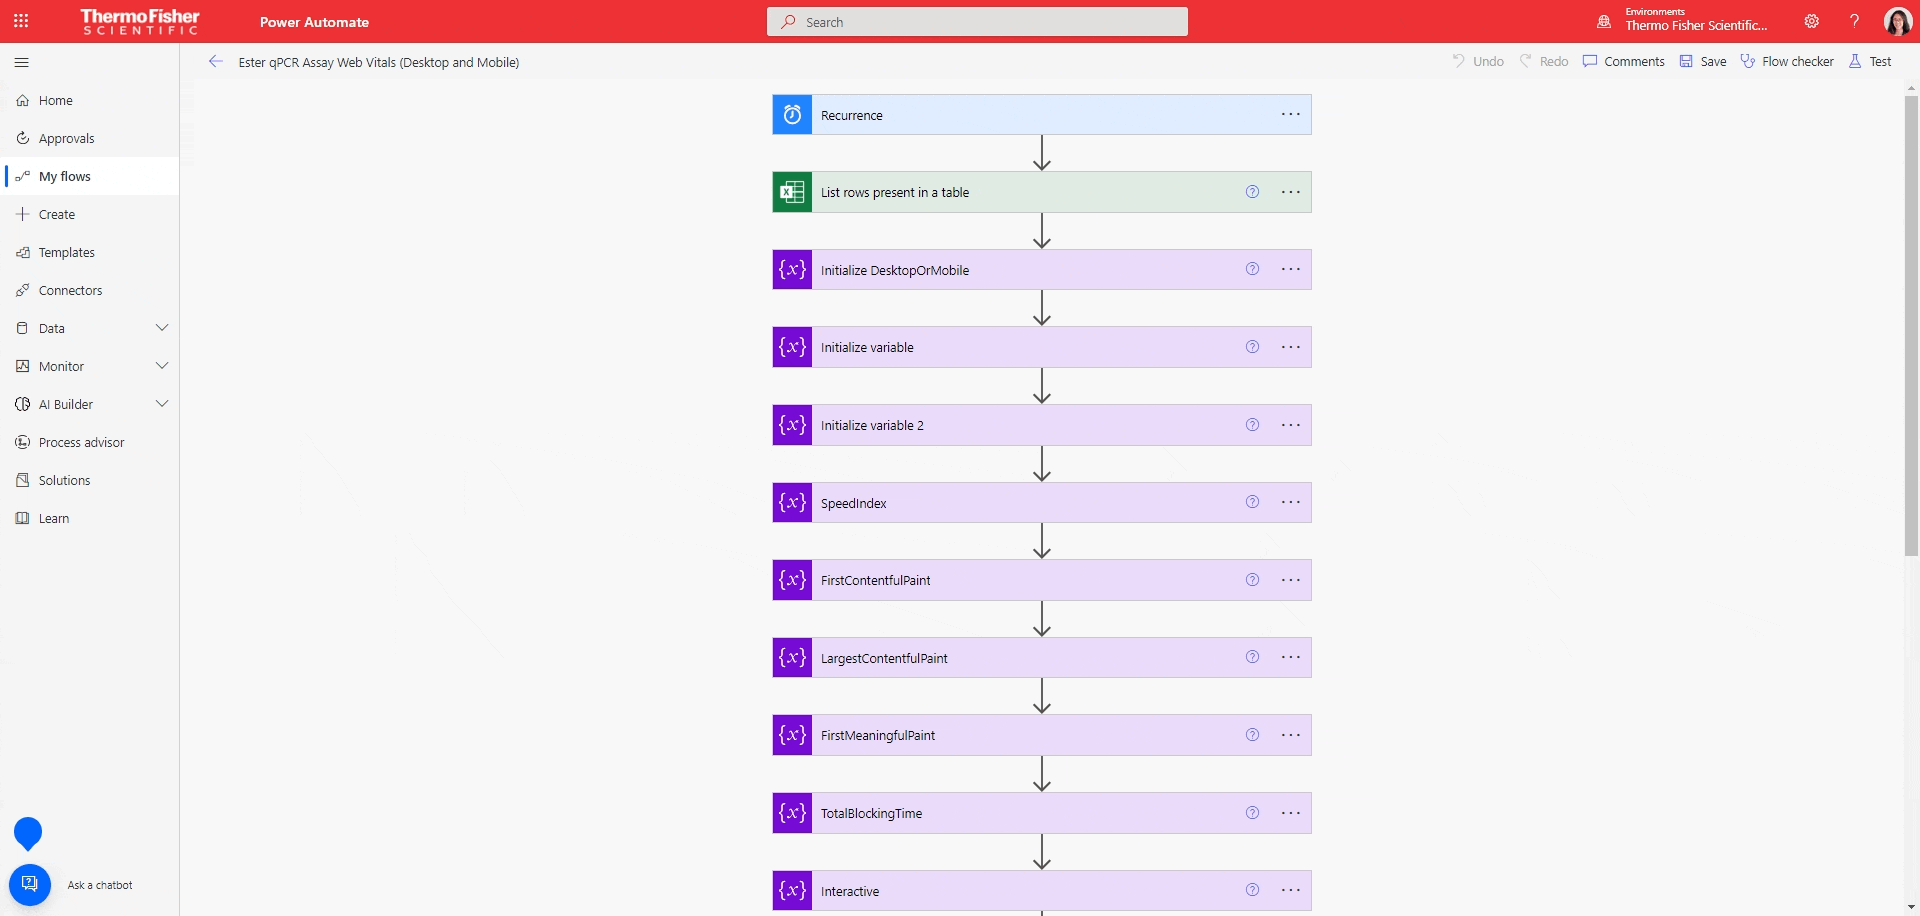 ThermoFisher
SCIENTIFIC
Power Automate
Search
Environments
Thermo Fisher Scientific...
?
Ester qPCR Assay Web Vitals (Desktop and Mobile)
Undo
Redo
Comments
Save
Flow checker
Test
Home
Approvals
My flows
Create
Templates
Connectors
Data
Monitor
AI Builder
Process advisor
Solutions
Learn
Ask a chatbot
Recurrence
...
List rows present in a table
? ...
{x} Initialize DesktopOrMobile
? ...
{x} Initialize variable
? ...
{x} Initialize variable 2
? ...
{x} SpeedIndex
? ...
{x} FirstContentfulPaint
? ...
{x} LargestContentfulPaint
? ...
{x} FirstMeaningfulPaint
? ...
{x} TotalBlockingTime
? ...
{x} Interactive
? ...